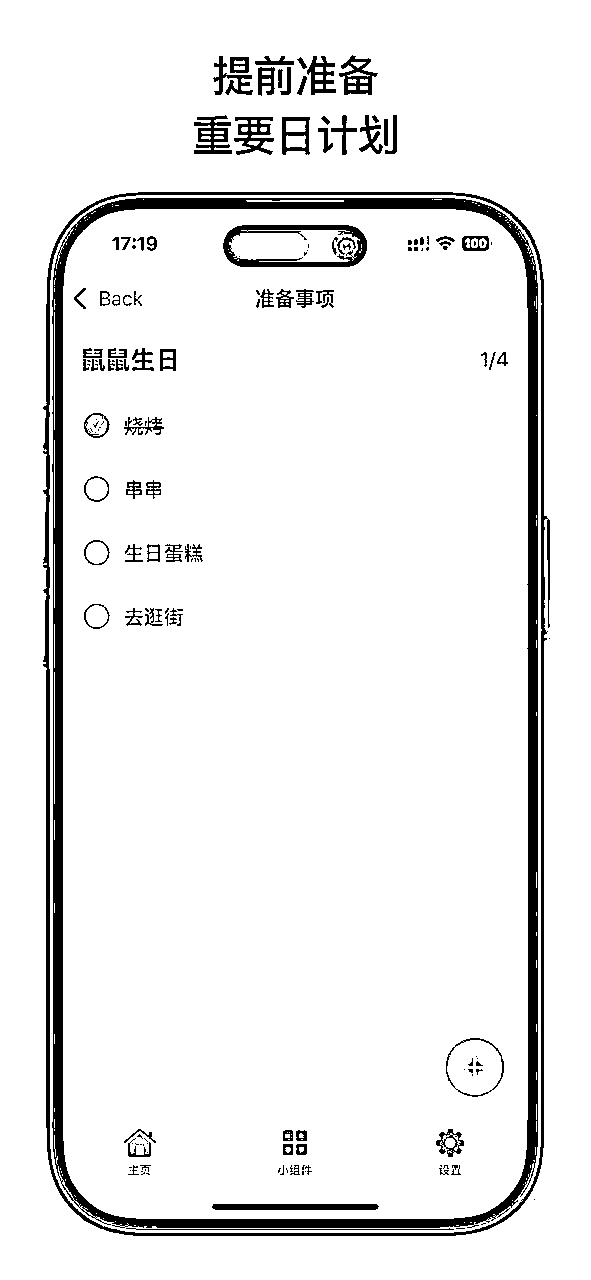 提前准备
重要日计划
17:19
100
Back
准备事项
鼠鼠生日
1/4
烧烤
串串
生日蛋糕
去逛街
主页
小组件
设置